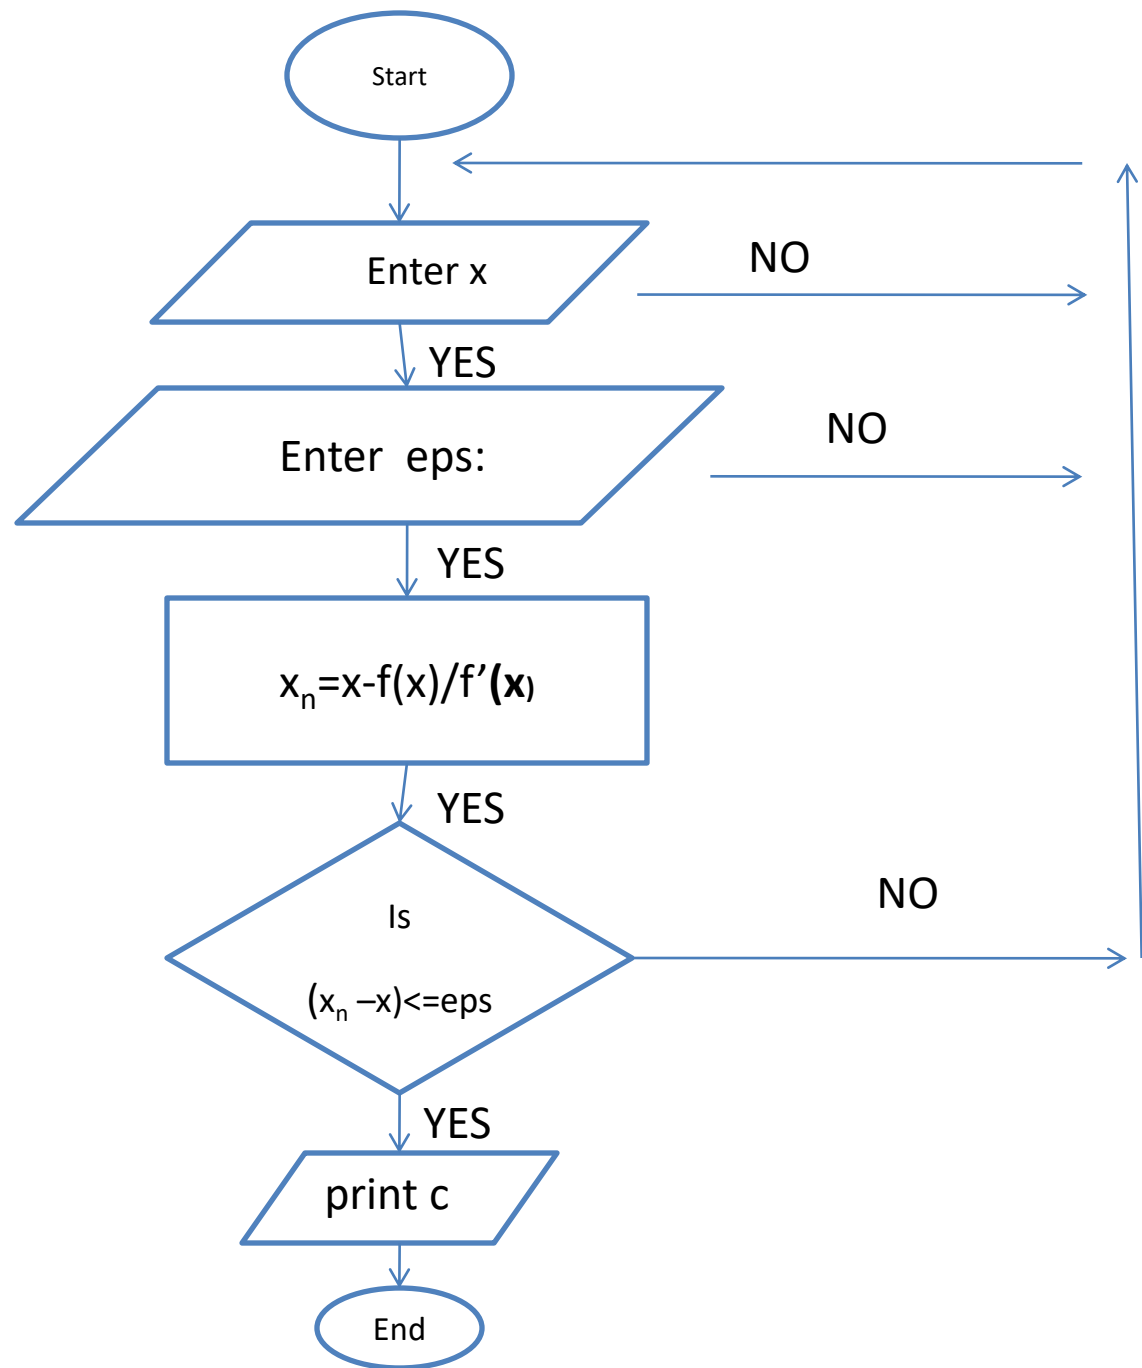 Start
Enter x
NO
YES
Enter  eps:
NO
YES
xₙ=x-f(x)/f’(x)
YES
Is
(xₙ –x)<=eps
NO
YES
print c
End